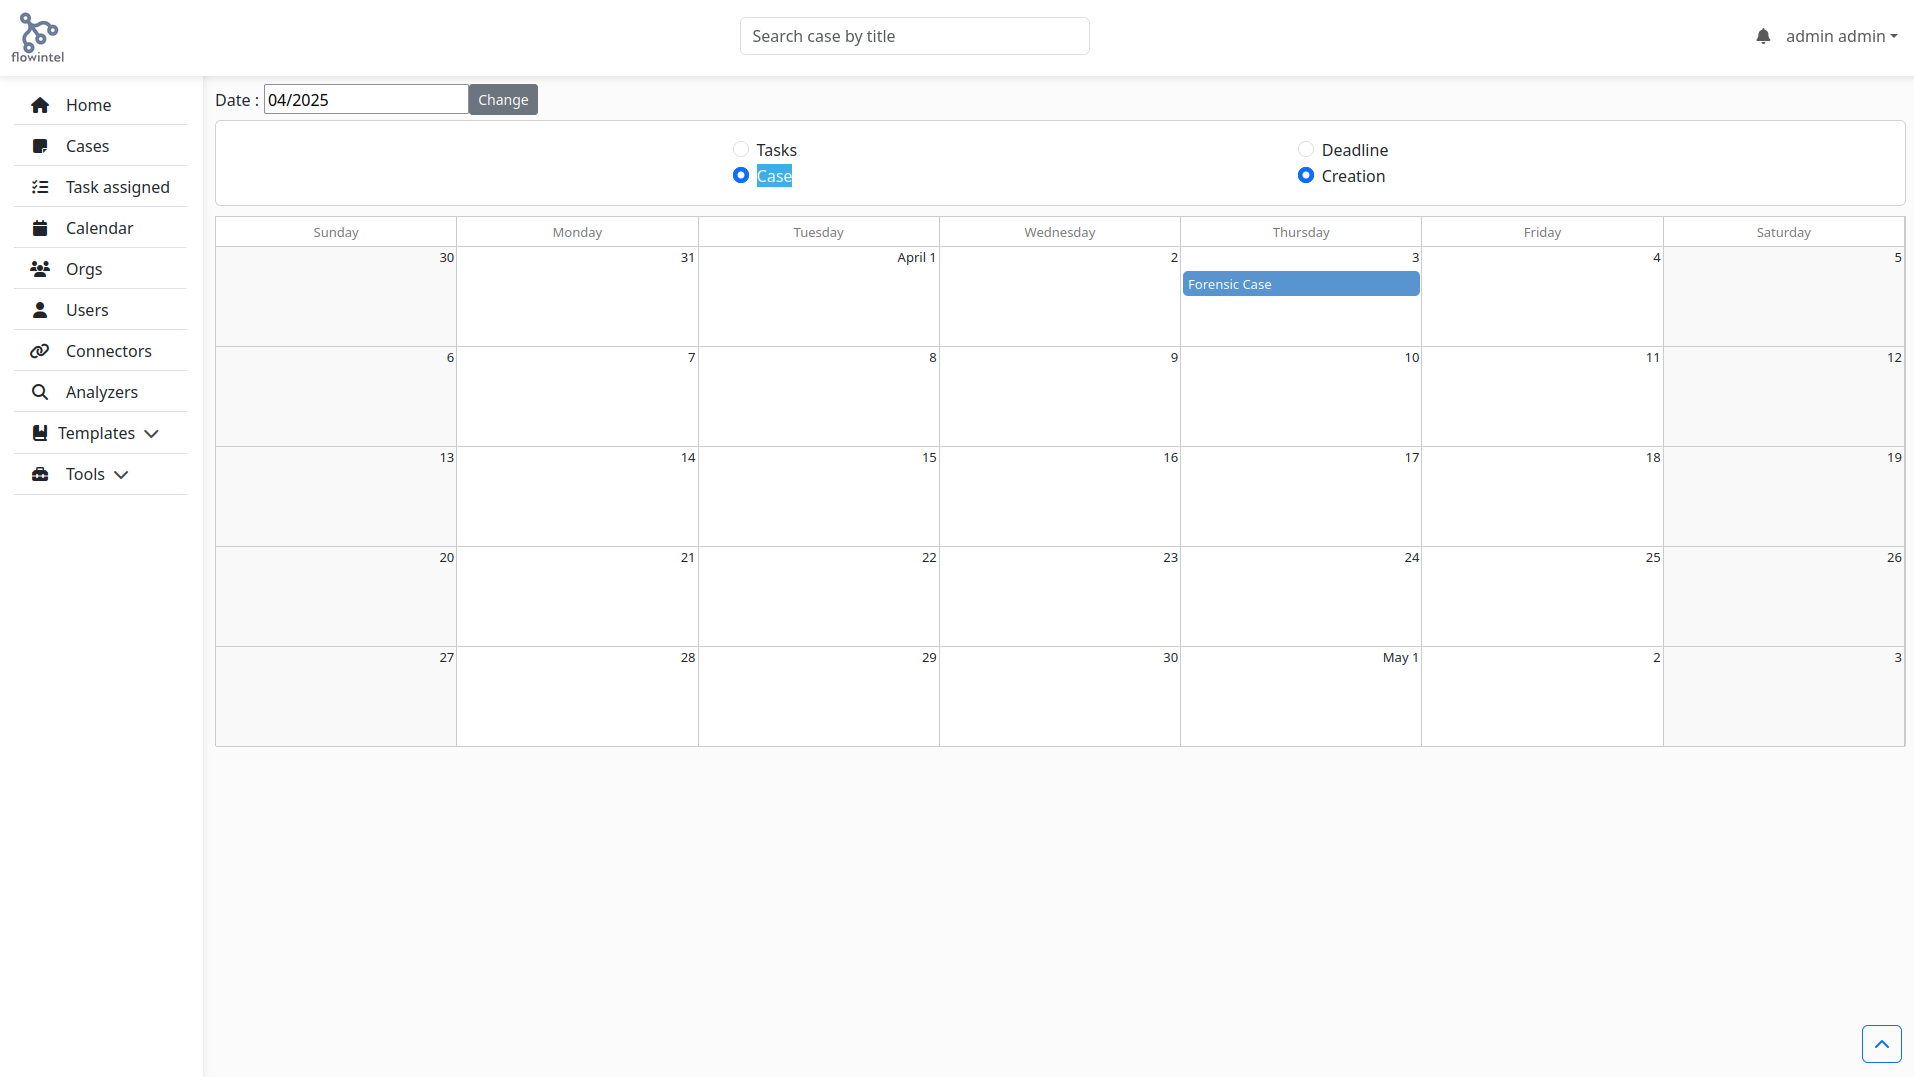 flowintel
Search case by title
admin admin
Home
Cases
Task assigned
Calendar
Orgs
Users
Connectors
Analyzers
Templates
Tools
Date : 04/2025 Change
Tasks Deadline
Case Creation
Sunday Monday Tuesday Wednesday Thursday Friday Saturday
30 31 April 1 2 3 4 5
Forensic Case
6 7 8 9 10 11 12
13 14 15 16 17 18 19
20 21 22 23 24 25 26
27 28 29 30 May 1 2 3